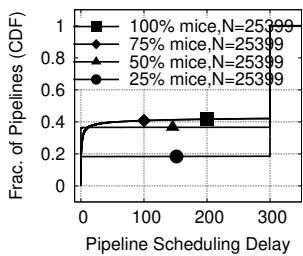 1
0.8
0.6
0.4
0.2
0
Frac. of Pipelines (CDF)
100% mice,N=25399
75% mice,N=25399
50% mice,N=25399
25% mice,N=25399
0 100 200 300
Pipeline Scheduling Delay